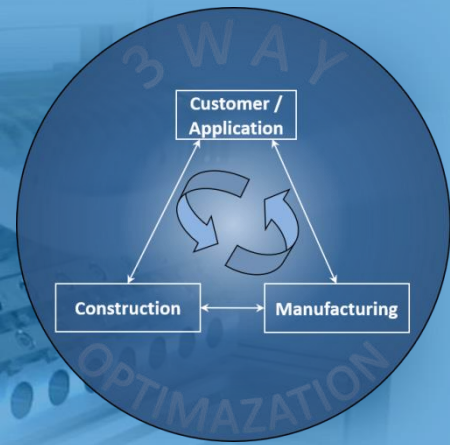 3 WAY
Customer /
Application
Construction
Manufacturing
OPTIMAZATION